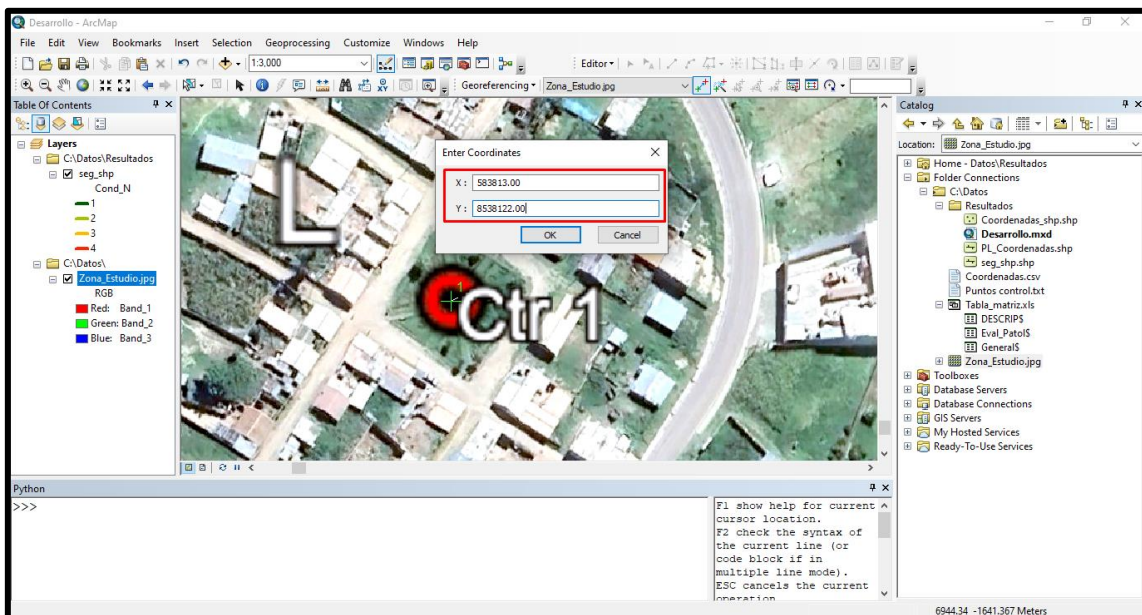 Desarrollo - ArcMap
File Edit View Bookmarks Insert Selection Geoprocessing Customize Windows Help
1:3,000
Editor
Georeferencing
Zona_Estudio.jpg
Table Of Contents
Layers
C:\Datos\Resultados
seg_shp
Cond_N
1
2
3
4
C:\Datos\
Zona_Estudio.jpg
RGB
Red: Band_1
Green: Band_2
Blue: Band_3
L
Enter Coordinates
X : 583813.00
Y : 8538122.00
OK Cancel
1
Ctr 1
Catalog
Location: Zona_Estudio.jpg
Home - Datos\Resultados
Folder Connections
C:\Datos
Resultados
Coordenadas_shp.shp
Desarrollo.mxd
PL_Coordenadas.shp
seg_shp.shp
Coordenadas.csv
Puntos control.txt
Tabla_matriz.xls
DESCRIP$
Eval_Patol$
General$
Zona_Estudio.jpg
Toolboxes
Database Servers
Database Connections
GIS Servers
My Hosted Services
Ready-To-Use Services
Python
>>>
F1 show help for current
cursor location.
F2 check the syntax of
the current line (or
code block if in
multiple line mode).
ESC cancels the current
operation
6944.34 -1641.367 Meters